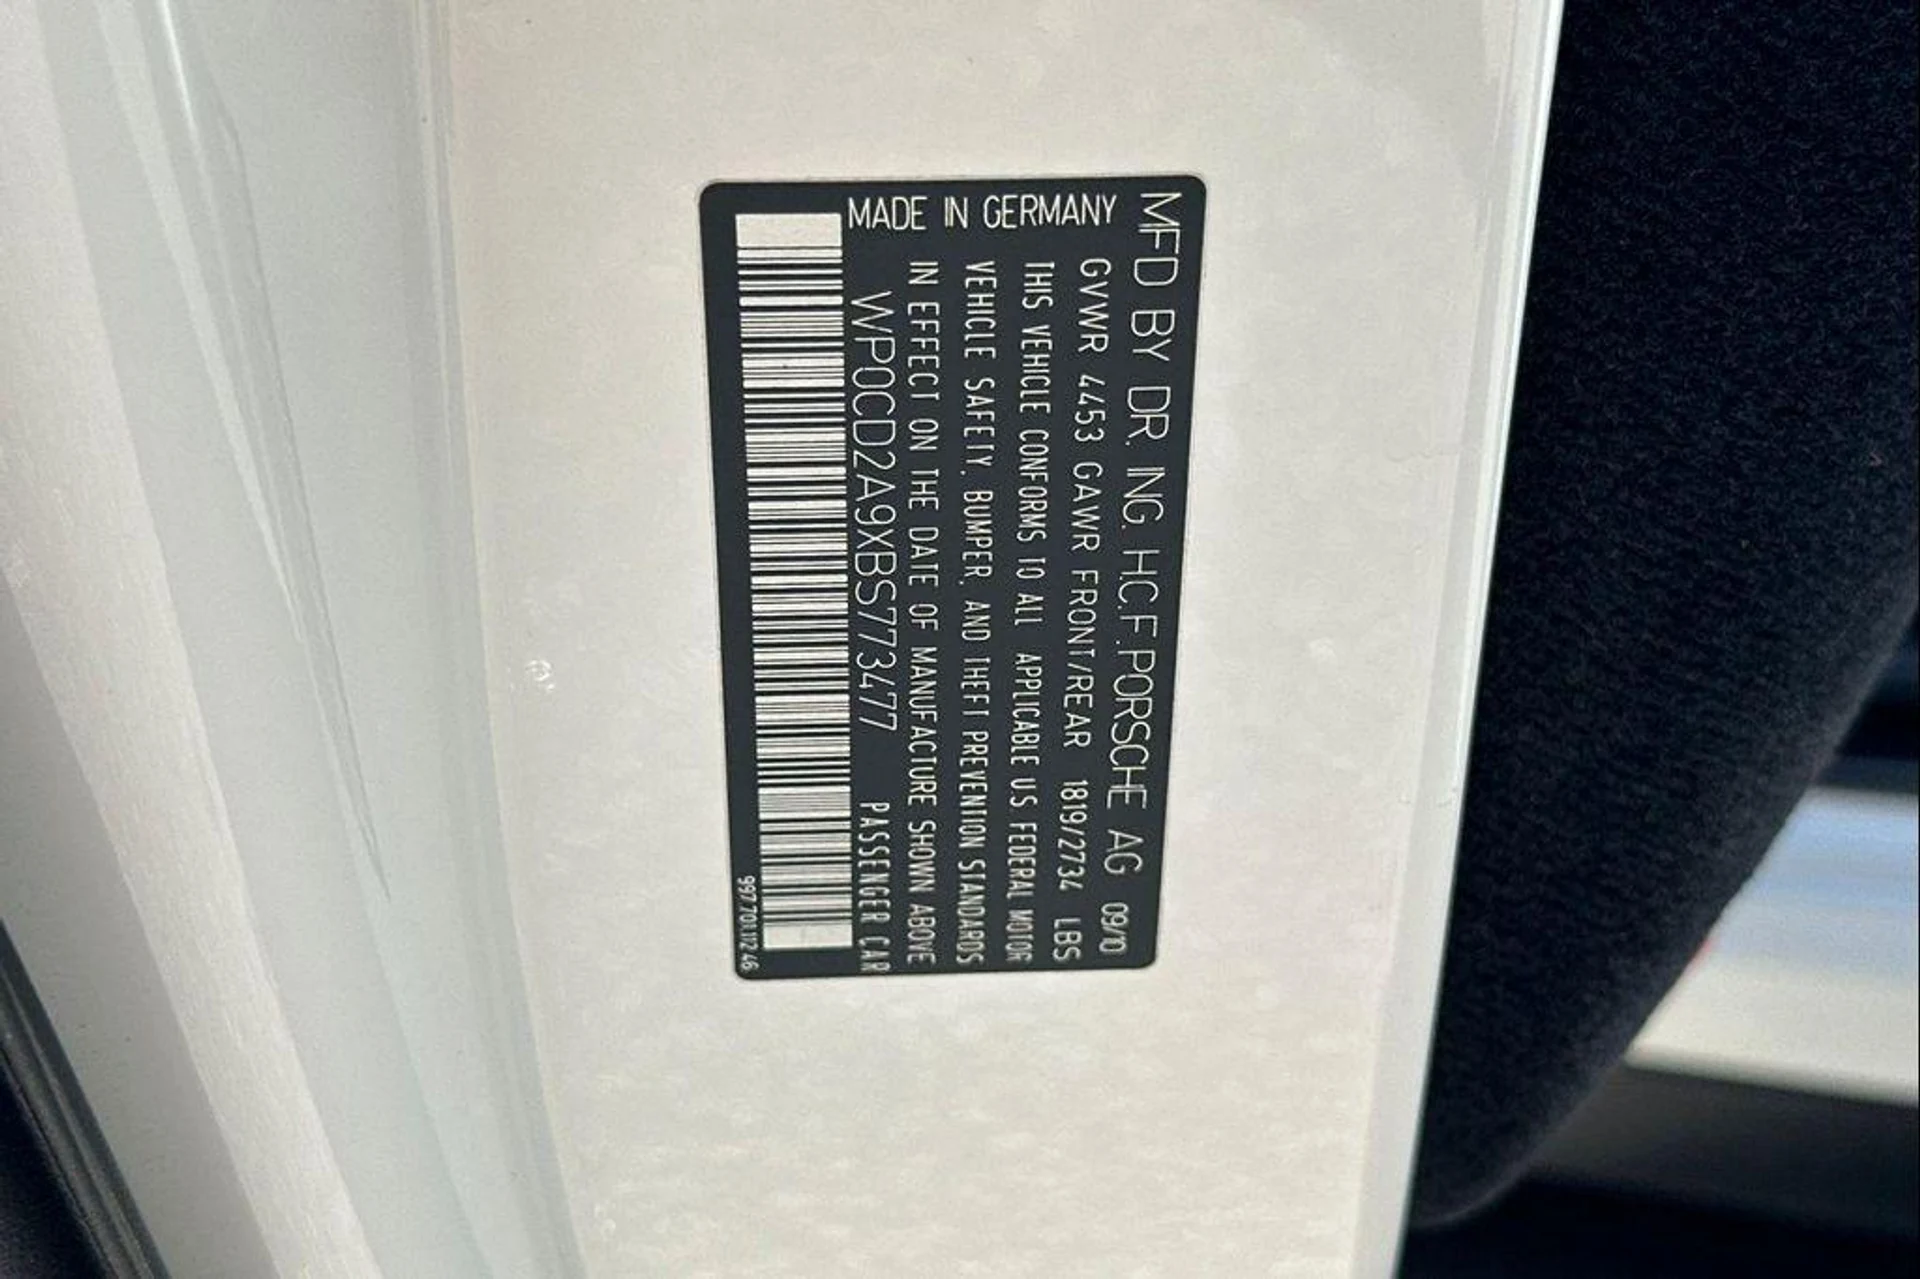 MFD BY DR. ING. H.C.F. PORSCHE AG 09/10
GVWR 4453 GAWR FRONT/REAR 1819/2734 LBS
THIS VEHICLE CONFORMS TO ALL APPLICABLE U.S. FEDERAL MOTOR
VEHICLE SAFETY, BUMPER, AND THEFT PREVENTION STANDARDS
IN EFFECT ON THE DATE OF MANUFACTURE SHOWN ABOVE
WP0CD2A9XBS773477 PASSENGER CAR
MADE IN GERMANY
997.701.112.46